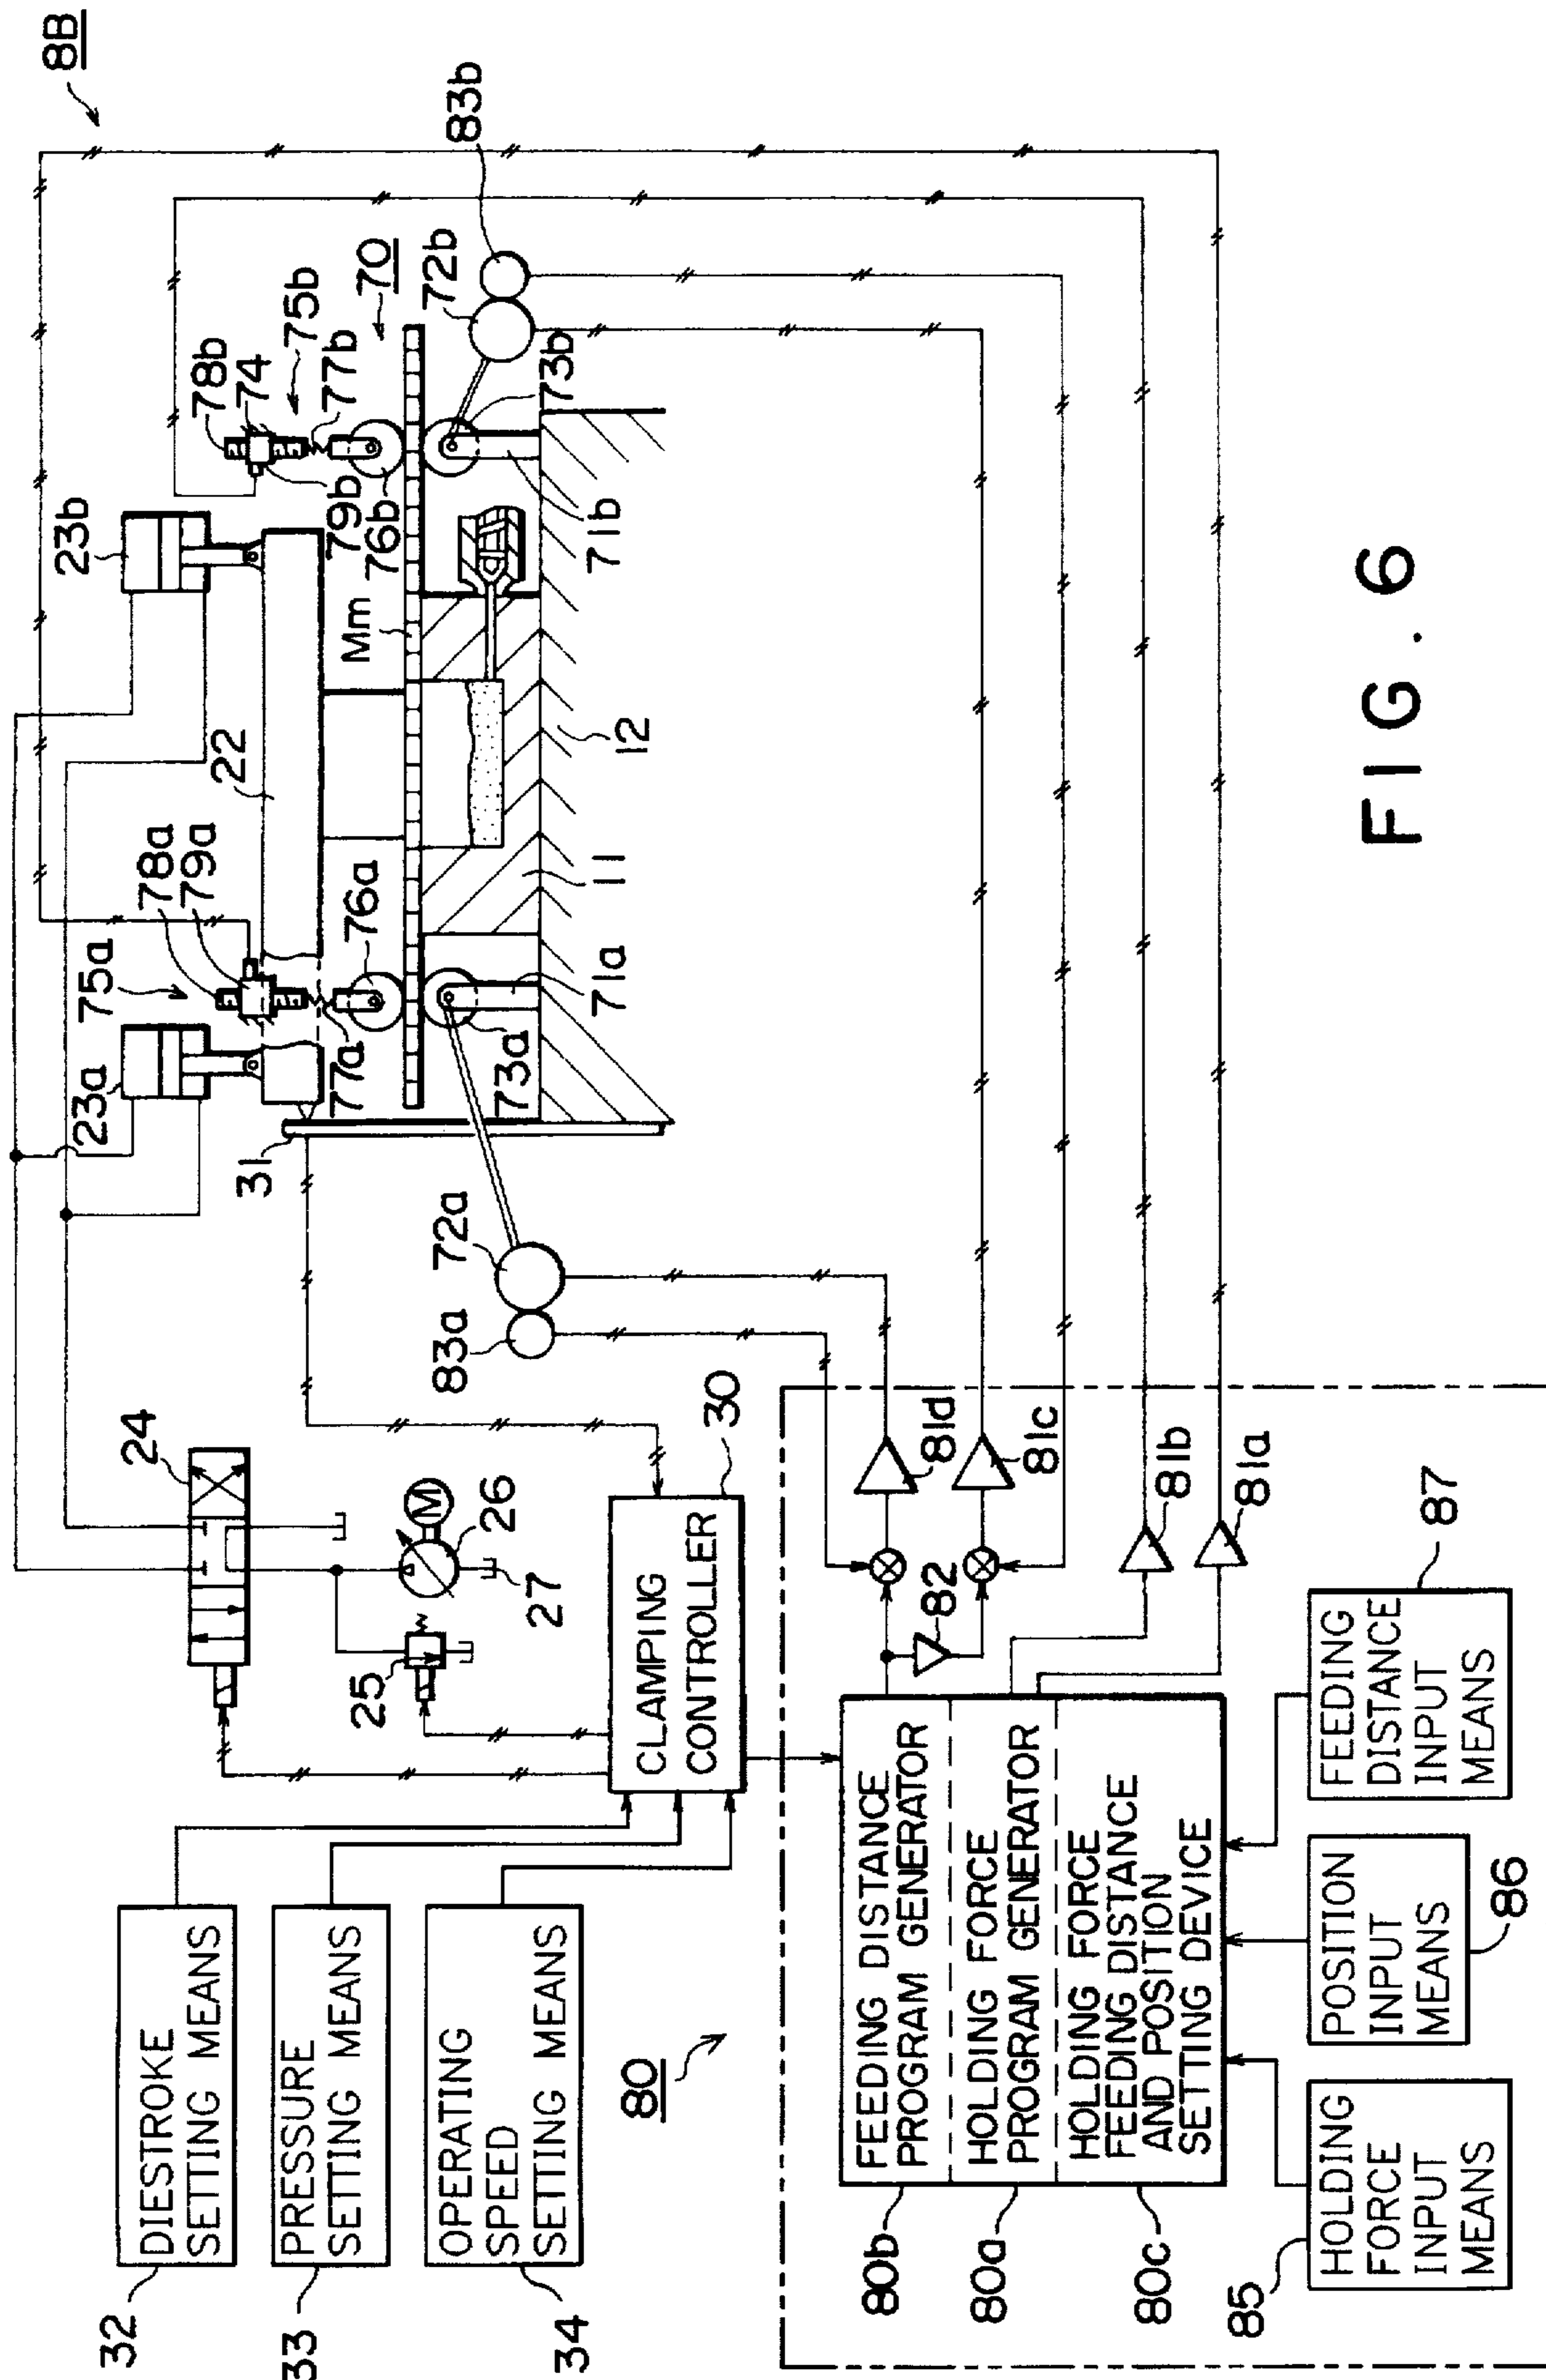 8B
23a
75a
78a
79a
22
23b
78b
74
75b
77b
70
31
77a
76a
Mm
79b
76b
72b
83b
73a
71a
11
12
71b
73b
72a
83a
24
25
26
27
M
30
CLAMPING
CONTROLLER
32
DIESTROKE
SETTING MEANS
33
PRESSURE
SETTING MEANS
34
OPERATING
SPEED
SETTING MEANS
80
81d
81c
82
81b
81a
80b
FEEDING DISTANCE
PROGRAM GENERATOR
80a
HOLDING FORCE
PROGRAM GENERATOR
80c
HOLDING FORCE
FEEDING DISTANCE
AND POSITION
SETTING DEVICE
85
HOLDING
FORCE
INPUT
MEANS
POSITION
INPUT
MEANS
86
FEEDING
DISTANCE
INPUT
MEANS
87
FIG. 6